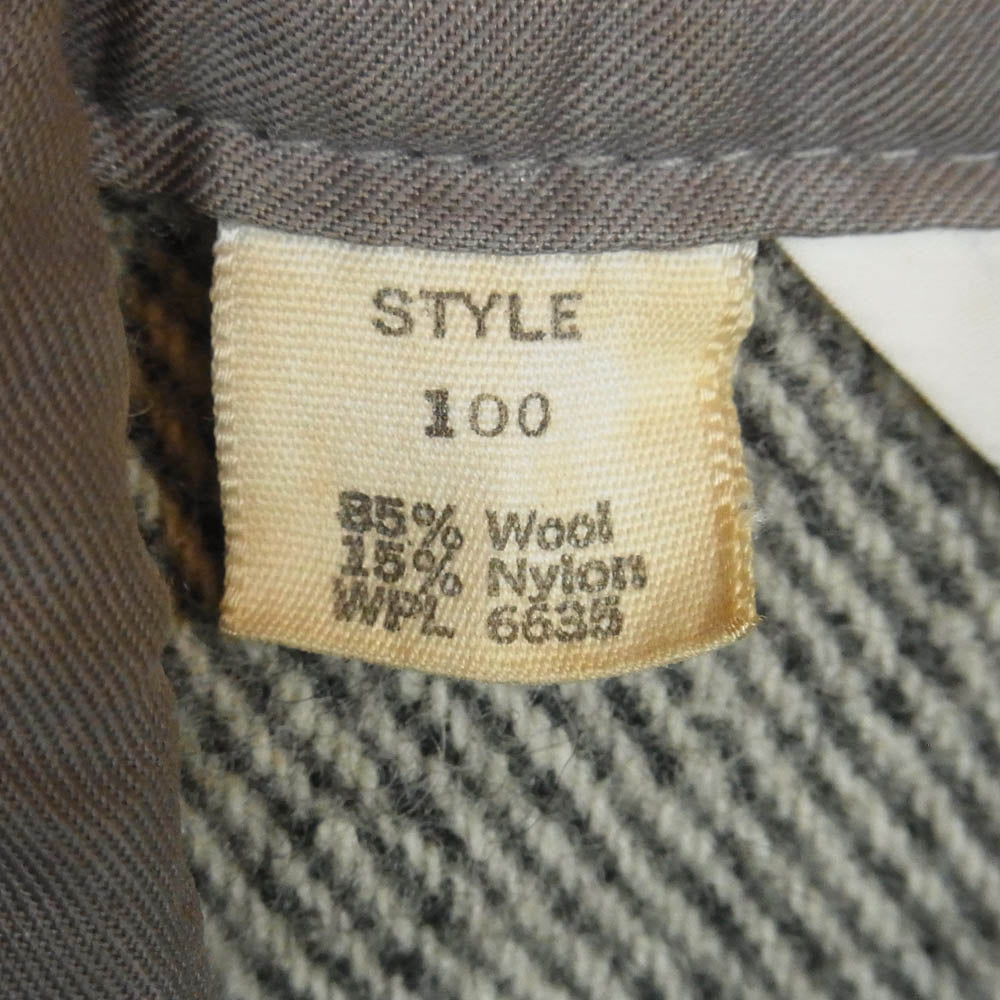 STYLE
100
85% Wool
15% Nylon
WPL 6635